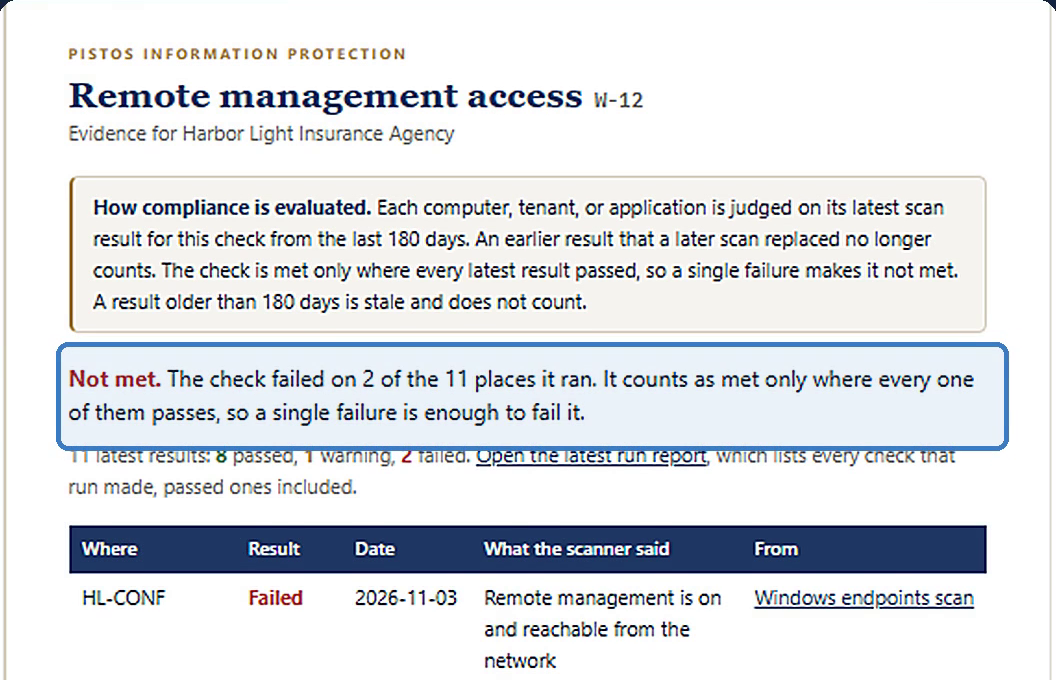 PISTOS INFORMATION PROTECTION
Remote management access W-12
Evidence for Harbor Light Insurance Agency
How compliance is evaluated. Each computer, tenant, or application is judged on its latest scan
result for this check from the last 180 days. An earlier result that a later scan replaced no longer
counts. The check is met only where every latest result passed, so a single failure makes it not met.
A result older than 180 days is stale and does not count.
Not met. The check failed on 2 of the 11 places it ran. It counts as met only where every one
of them passes, so a single failure is enough to fail it.
11 latest results: 8 passed, 1 warning, 2 failed. Open the latest run report, which lists every check that
run made, passed ones included.
Where Result Date What the scanner said From
HL-CONF Failed 2026-11-03 Remote management is on Windows endpoints scan
and reachable from the
network